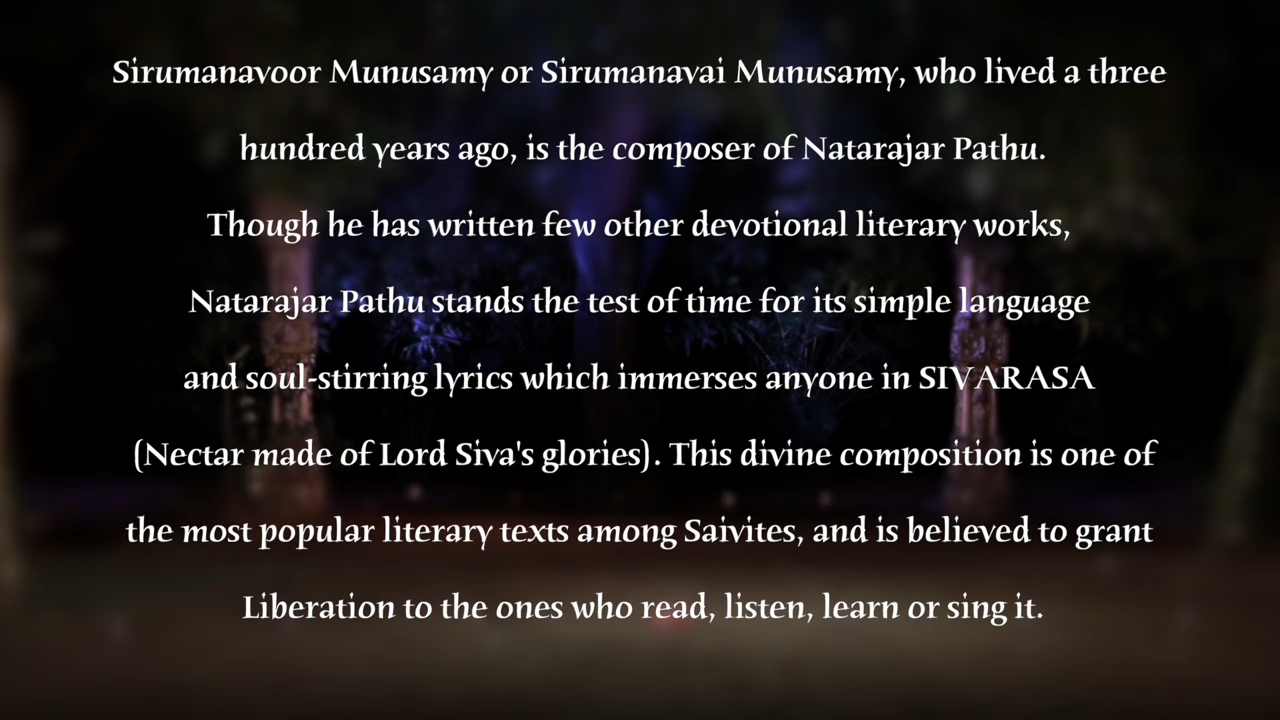 Sirumanavoor Munusamy or Sirumanavai Munusamy, who lived a three
hundred years ago, is the composer of Natarajar Pathu.
Though he has written few other devotional literary works,
Natarajar Pathu stands the test of time for its simple language
and soul-stirring lyrics which immerses anyone in SIVARASA
(Nectar made of Lord Siva's glories). This divine composition is one of
the most popular literary texts among Saivites, and is believed to grant
Liberation to the ones who read, listen, learn or sing it.